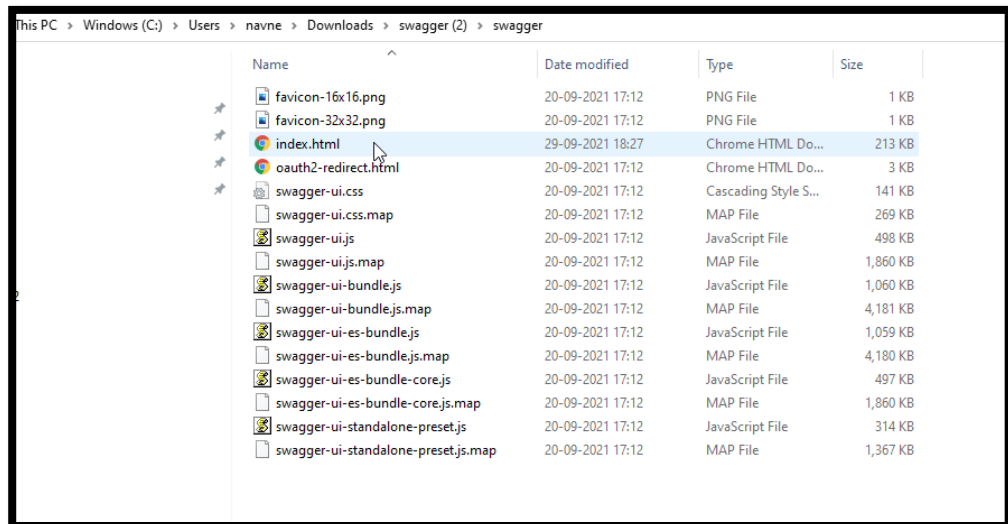 This PC > Windows (C:) > Users > navne > Downloads > swagger (2) > swagger
Name Date modified Type Size
favicon-16x16.png 20-09-2021 17:12 PNG File 1 KB
favicon-32x32.png 20-09-2021 17:12 PNG File 1 KB
index.html 29-09-2021 18:27 Chrome HTML Do... 213 KB
oauth2-redirect.html 20-09-2021 17:12 Chrome HTML Do... 3 KB
swagger-ui.css 20-09-2021 17:12 Cascading Style S... 141 KB
swagger-ui.css.map 20-09-2021 17:12 MAP File 269 KB
swagger-ui.js 20-09-2021 17:12 JavaScript File 498 KB
swagger-ui.js.map 20-09-2021 17:12 MAP File 1,860 KB
swagger-ui-bundle.js 20-09-2021 17:12 JavaScript File 1,060 KB
2
swagger-ui-bundle.js.map 20-09-2021 17:12 MAP File 4,181 KB
swagger-ui-es-bundle.js 20-09-2021 17:12 JavaScript File 1,059 KB
swagger-ui-es-bundle.js.map 20-09-2021 17:12 MAP File 4,180 KB
swagger-ui-es-bundle-core.js 20-09-2021 17:12 JavaScript File 497 KB
swagger-ui-es-bundle-core.js.map 20-09-2021 17:12 MAP File 1,860 KB
swagger-ui-standalone-preset.js 20-09-2021 17:12 JavaScript File 314 KB
swagger-ui-standalone-preset.js.map 20-09-2021 17:12 MAP File 1,367 KB